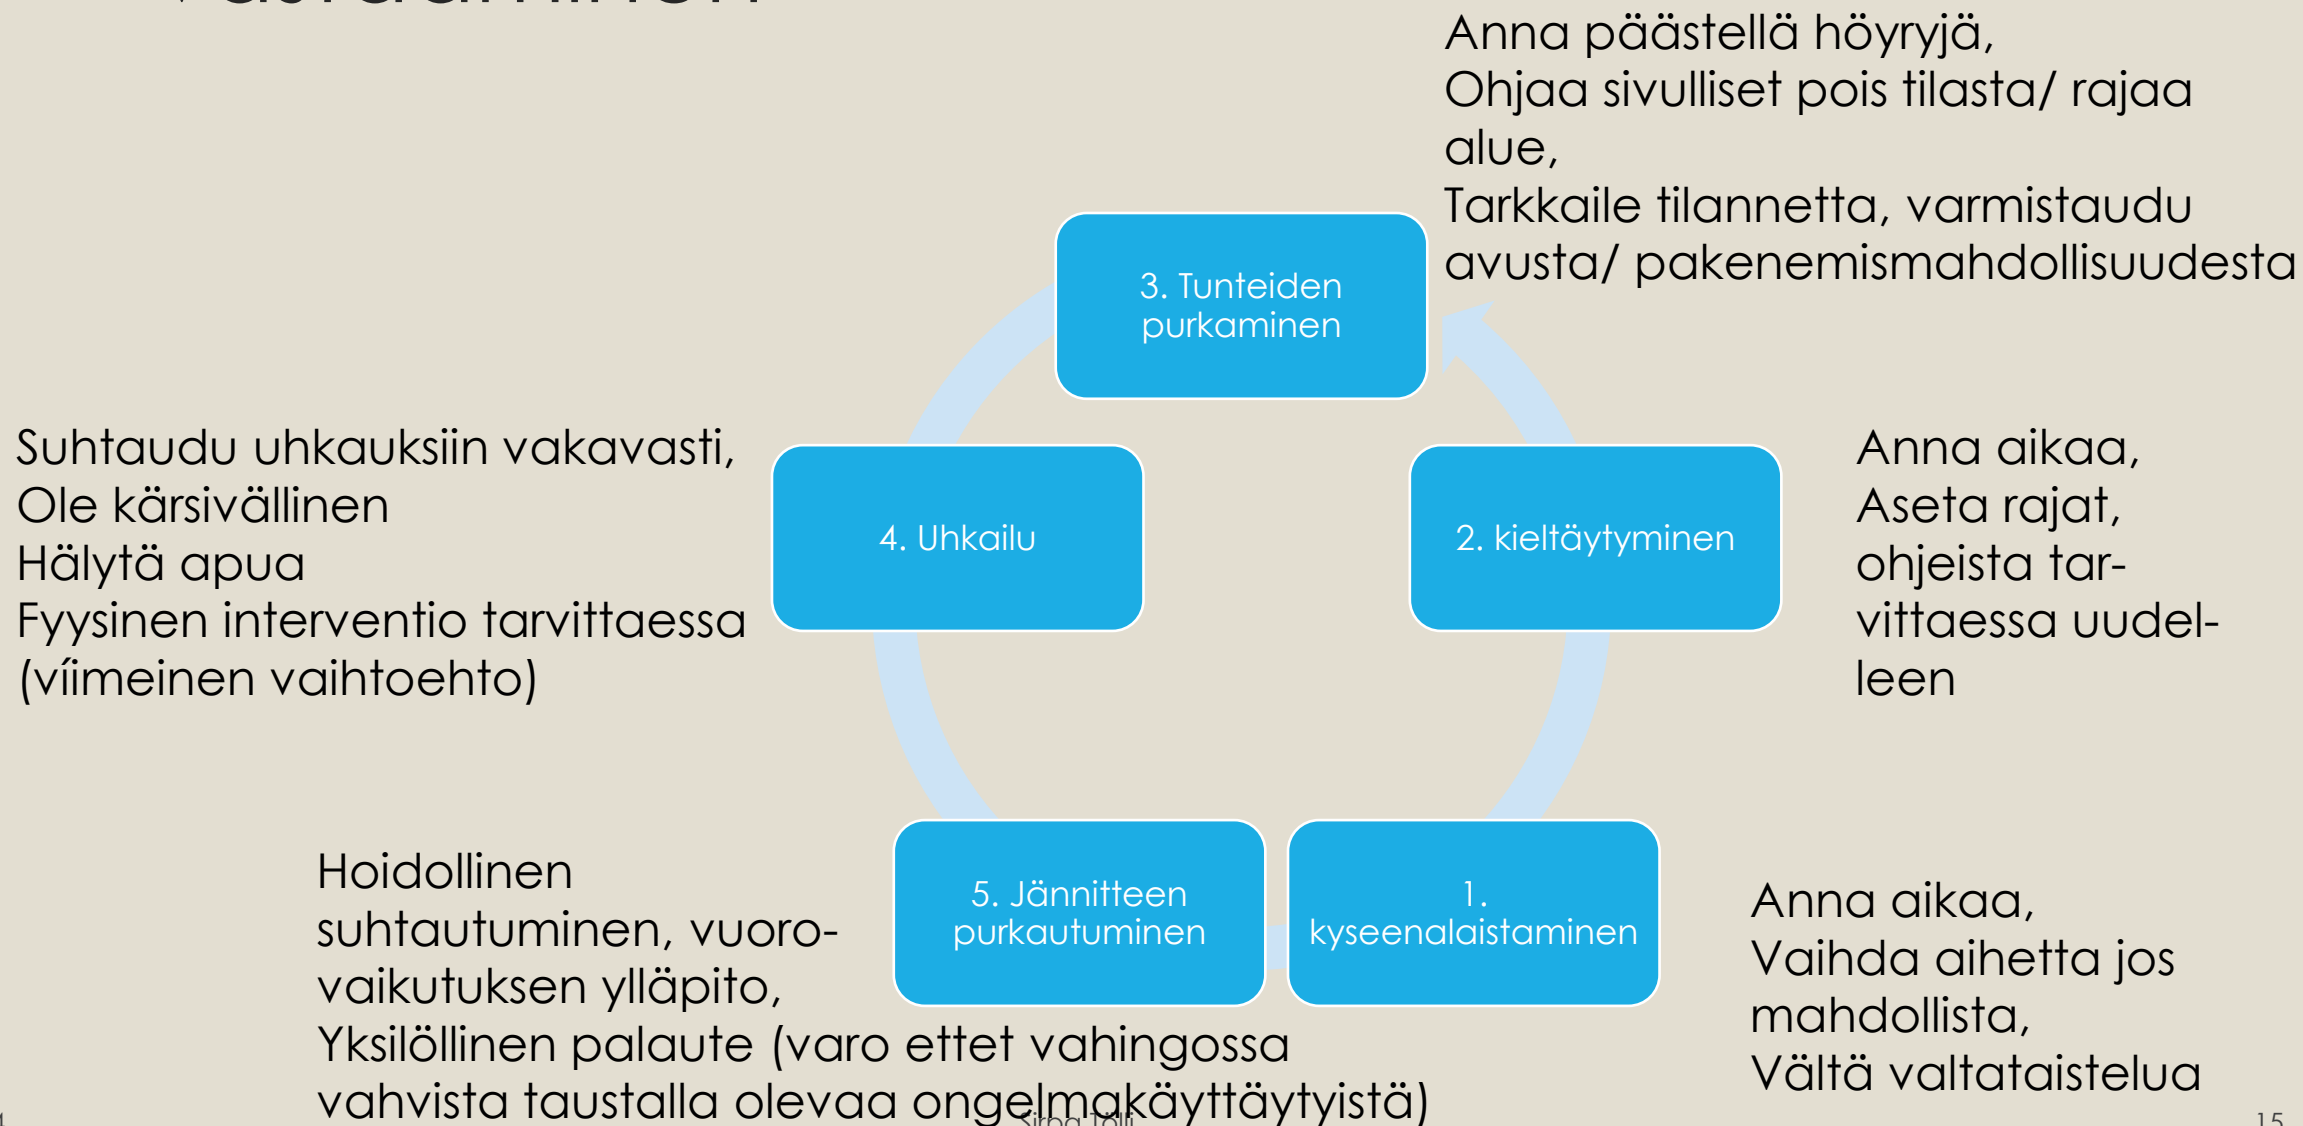 Anna päästellä höyryjä,
Ohjaa sivulliset pois tilasta/ rajaa
alue,
Tarkkaile tilannetta, varmistaudu
avusta/ pakenemismahdollisuudesta
3. Tunteiden
purkaminen
Suhtaudu uhkauksiin vakavasti,
Ole kärsivällinen
Hälytä apua
Fyysinen interventio tarvittaessa
(víimeinen vaihtoehto)
4. Uhkailu
2. kieltäytyminen
Anna aikaa,
Aseta rajat,
ohjeista tar-
vittaessa uudel-
leen
Hoidollinen
suhtautuminen, vuoro-
vaikutuksen ylläpito,
Yksilöllinen palaute (varo ettet vahingossa
vahvista taustalla olevaa ongelmakäyttäytyistä)
5. Jännitteen
purkautuminen
1.
kyseenalaistaminen
Anna aikaa,
Vaihda aihetta jos
mahdollista,
Vältä valtataistelua
Sirpa Tölli
15